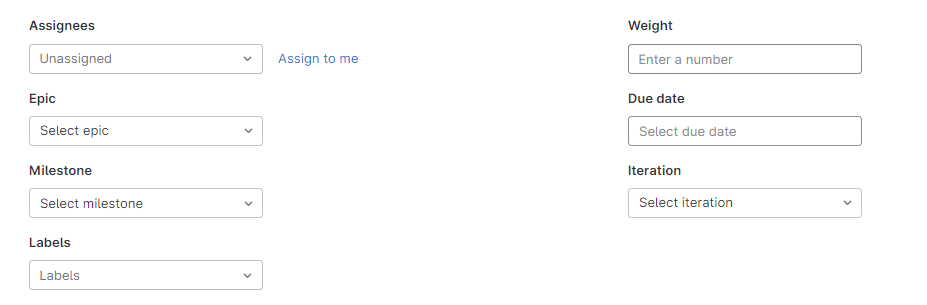 Assignees
Unassigned
Assign to me
Epic
Select epic
Milestone
Select milestone
Labels
Labels
Weight
Enter a number
Due date
Select due date
Iteration
Select iteration